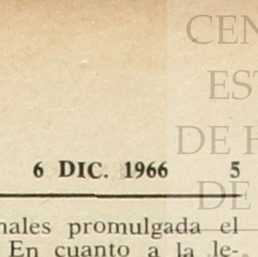 CEN
EST
DE H
6 DIC. 1966 5
DE
nales promulgada el
En cuanto a la le-